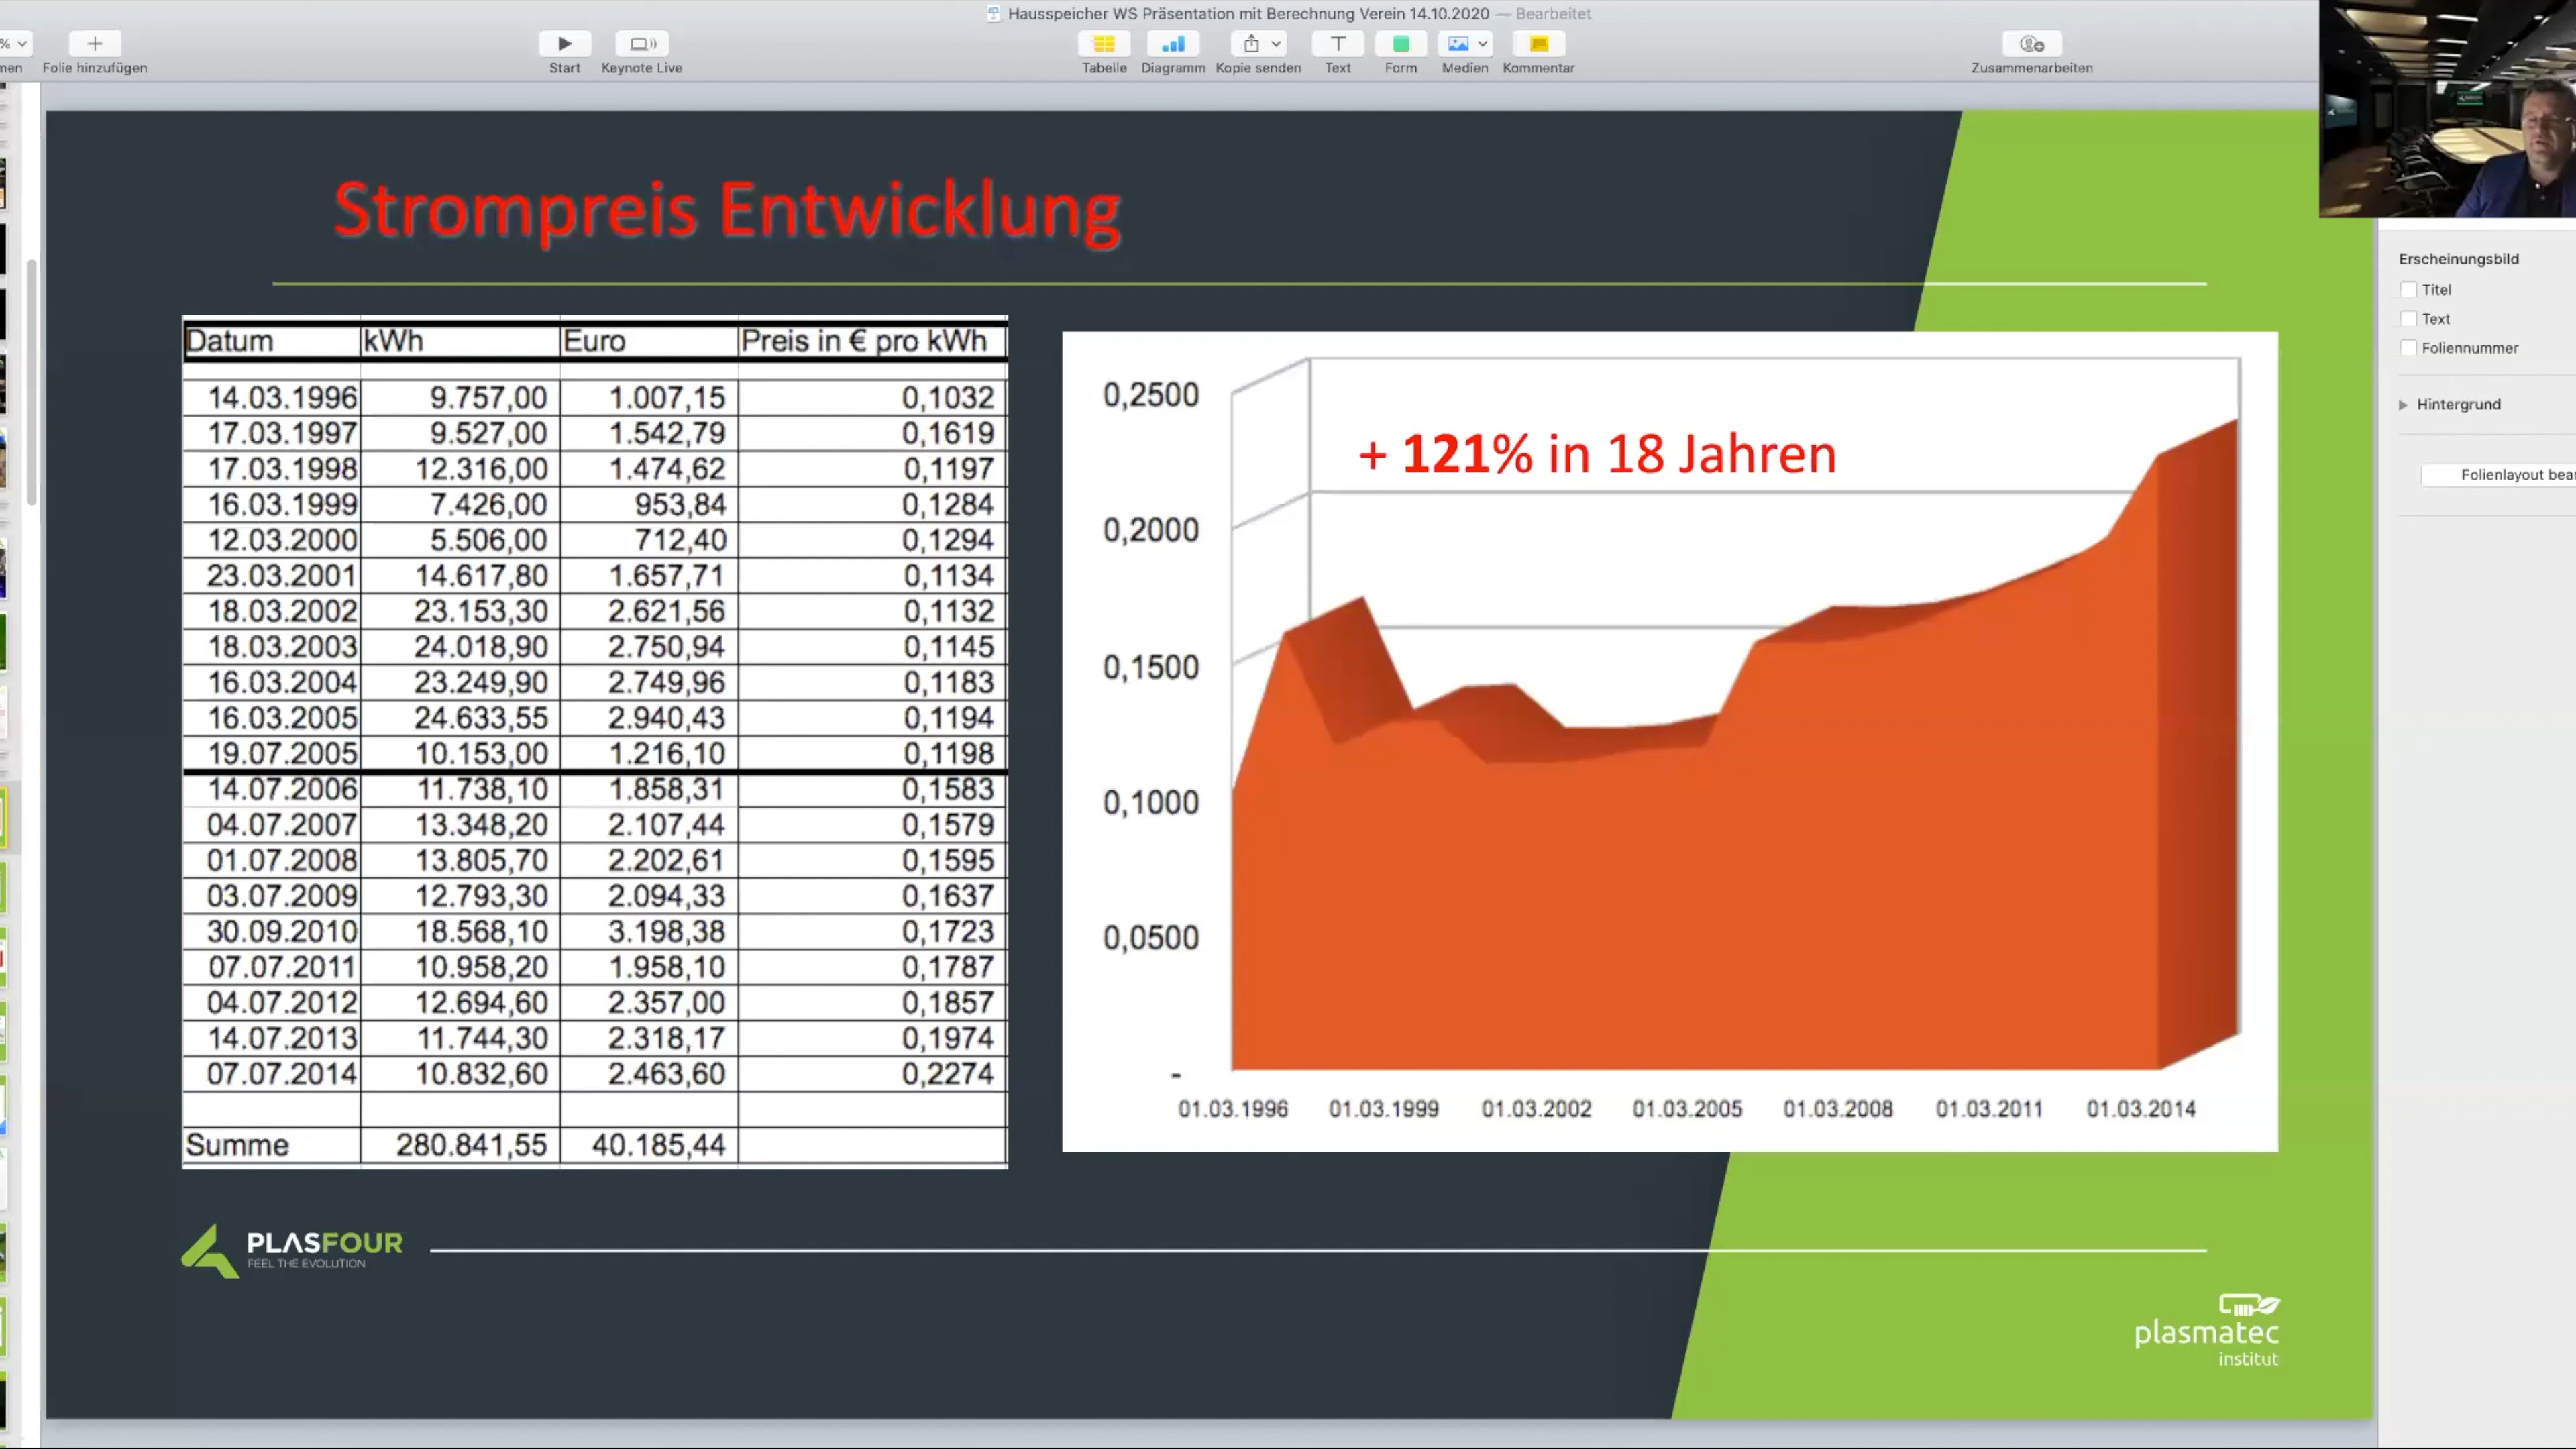 Hausspeicher WS Präsentation mit Berechnung Verein 14.10.2020 — Bearbeitet
%
Folie hinzufügen
Start
Keynote Live
Tabelle
Diagramm
Kopie senden
Text
Form
Medien
Kommentar
Zusammenarbeiten
Strompreis Entwicklung
Datum kWh Euro Preis in € pro kWh
14.03.1996 9.757,00 1.007,15 0,1032
17.03.1997 9.527,00 1.542,79 0,1619
17.03.1998 12.316,00 1.474,62 0,1197
16.03.1999 7.426,00 953,84 0,1284
12.03.2000 5.506,00 712,40 0,1294
23.03.2001 14.617,80 1.657,71 0,1134
18.03.2002 23.153,30 2.621,56 0,1132
18.03.2003 24.018,90 2.750,94 0,1145
16.03.2004 23.249,90 2.749,96 0,1183
16.03.2005 24.633,55 2.940,43 0,1194
19.07.2005 10.153,00 1.216,10 0,1198
14.07.2006 11.738,10 1.858,31 0,1583
04.07.2007 13.348,20 2.107,44 0,1579
01.07.2008 13.805,70 2.202,61 0,1595
03.07.2009 12.793,30 2.094,33 0,1637
30.09.2010 18.568,10 3.198,38 0,1723
07.07.2011 10.958,20 1.958,10 0,1787
04.07.2012 12.694,60 2.357,00 0,1857
14.07.2013 11.744,30 2.318,17 0,1974
07.07.2014 10.832,60 2.463,60 0,2274
Summe 280.841,55 40.185,44
+ 121% in 18 Jahren
0,2500
0,2000
0,1500
0,1000
0,0500
-
01.03.1996 01.03.1999 01.03.2002 01.03.2005 01.03.2008 01.03.2011 01.03.2014
PLASFOUR
FEEL THE EVOLUTION
plasmatec
institut
Erscheinungsbild
Titel
Text
Foliennummer
Hintergrund
Folienlayout